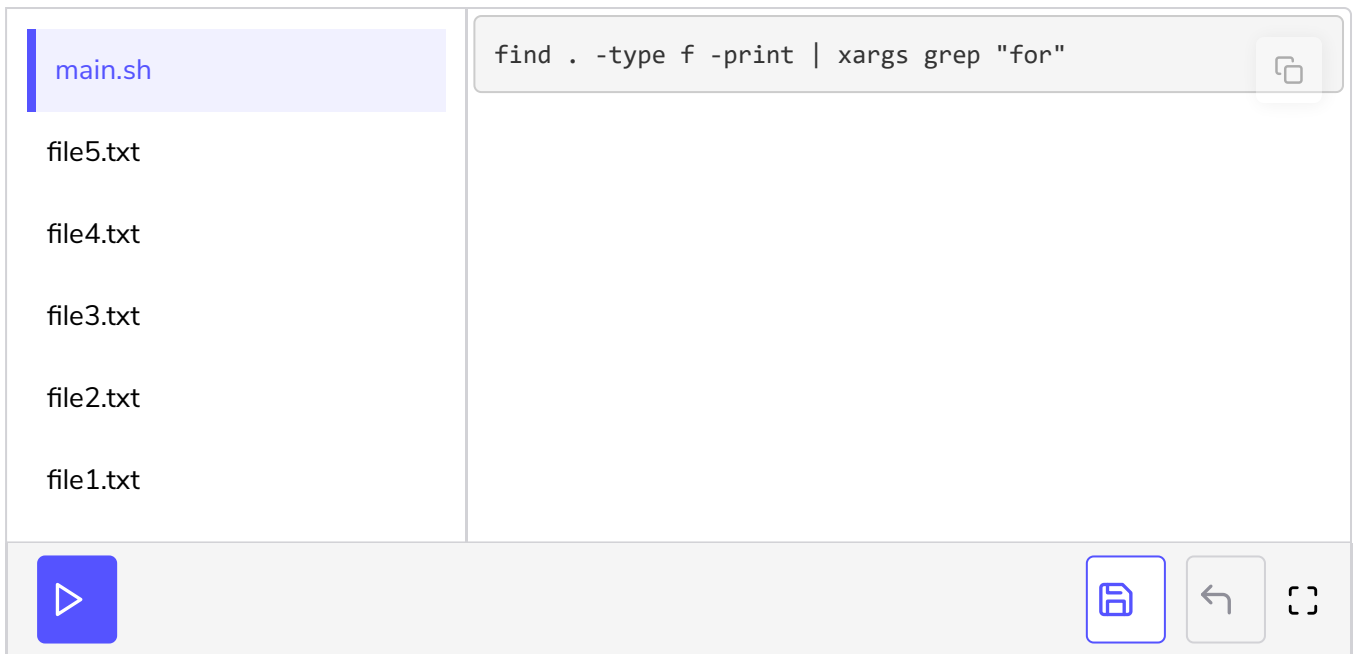 main.sh
file5.txt
file4.txt
file3.txt
file2.txt
file1.txt
find . -type f -print | xargs grep "for"